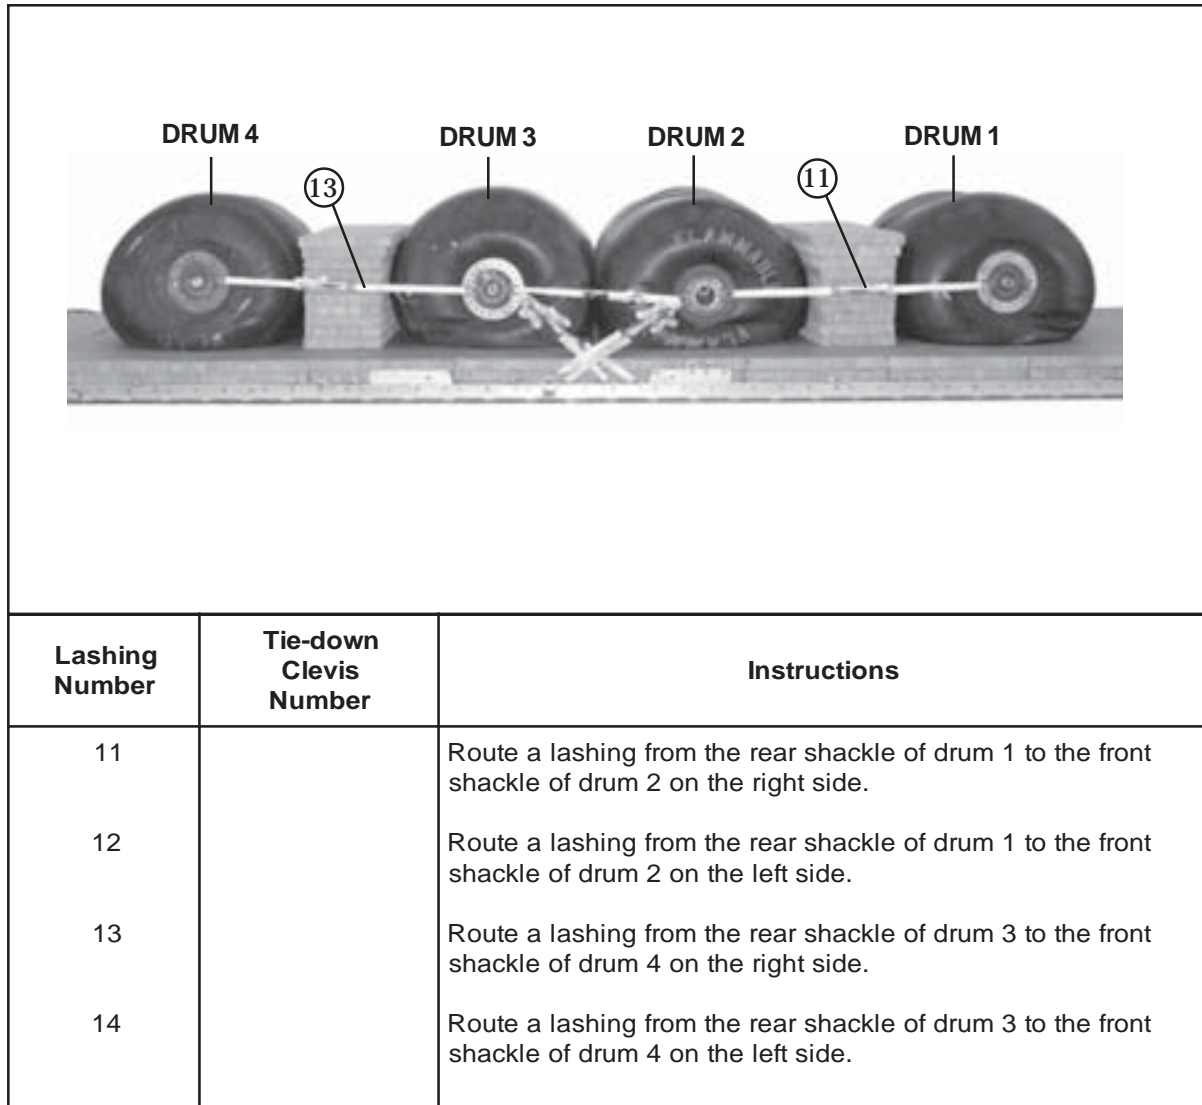 DRUM 4 DRUM 3 DRUM 2 DRUM 1
13 11
FLAMMABLE
Lashing Number Tie-down Clevis Number Instructions
11 Route a lashing from the rear shackle of drum 1 to the front
shackle of drum 2 on the right side.
12 Route a lashing from the rear shackle of drum 1 to the front
shackle of drum 2 on the left side.
13 Route a lashing from the rear shackle of drum 3 to the front
shackle of drum 4 on the right side.
14 Route a lashing from the rear shackle of drum 3 to the front
shackle of drum 4 on the left side.